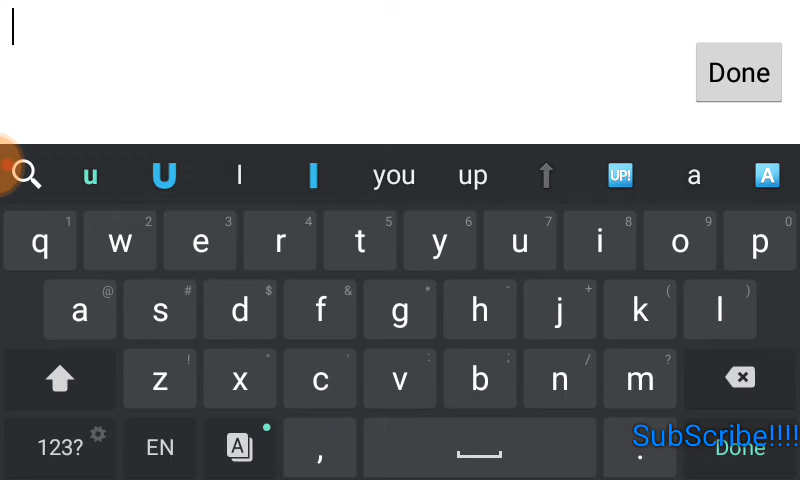 Done
u U I I you up ⬆ UP! a A
1 2 3 4 5 6 7 8 9 0
q w e r t y u i o p
@ # $ & * - + ( )
a s d f g h j k l
! " ' : ; / ?
z x c v b n m
123? EN A , . Done
SubScribe!!!!